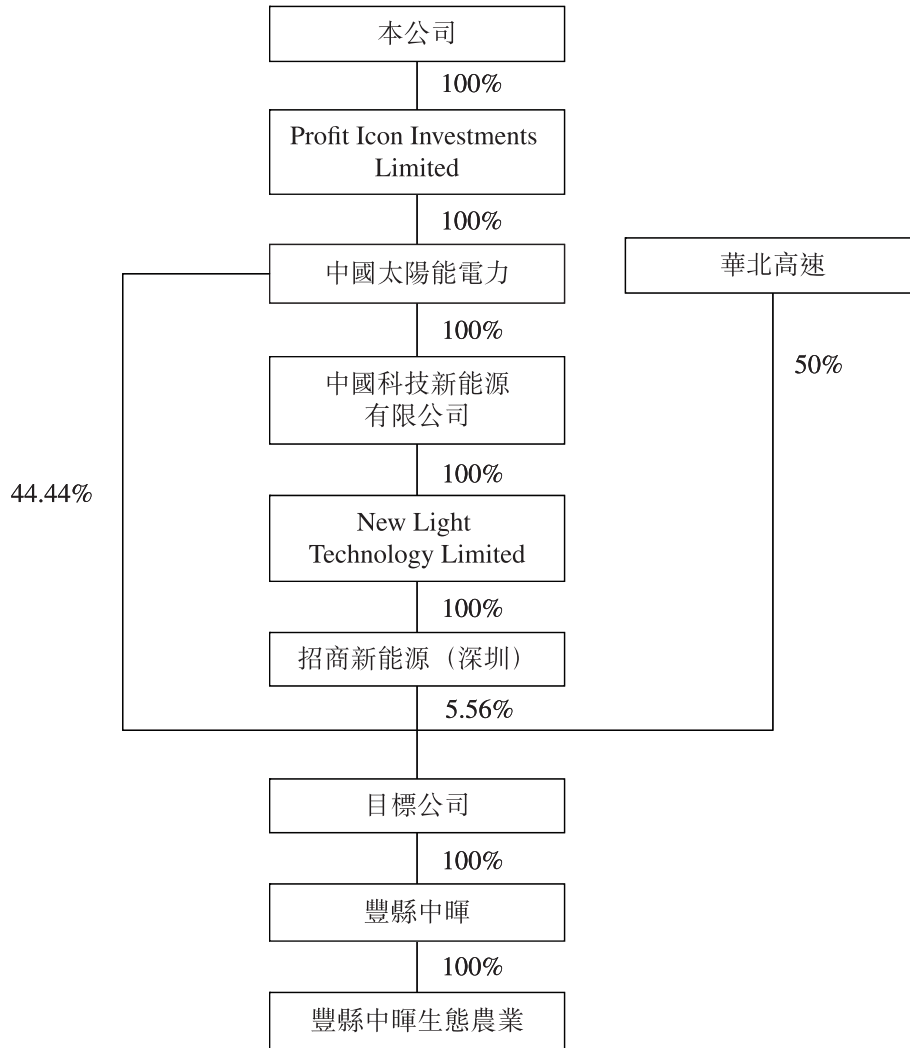 本公司
100%
Profit Icon Investments
Limited
100%
中國太陽能電力
華北高速
100%
50%
中國科技新能源
有限公司
100%
44.44%
New Light
Technology Limited
100%
招商新能源（深圳）
5.56%
目標公司
100%
豐縣中暉
100%
豐縣中暉生態農業